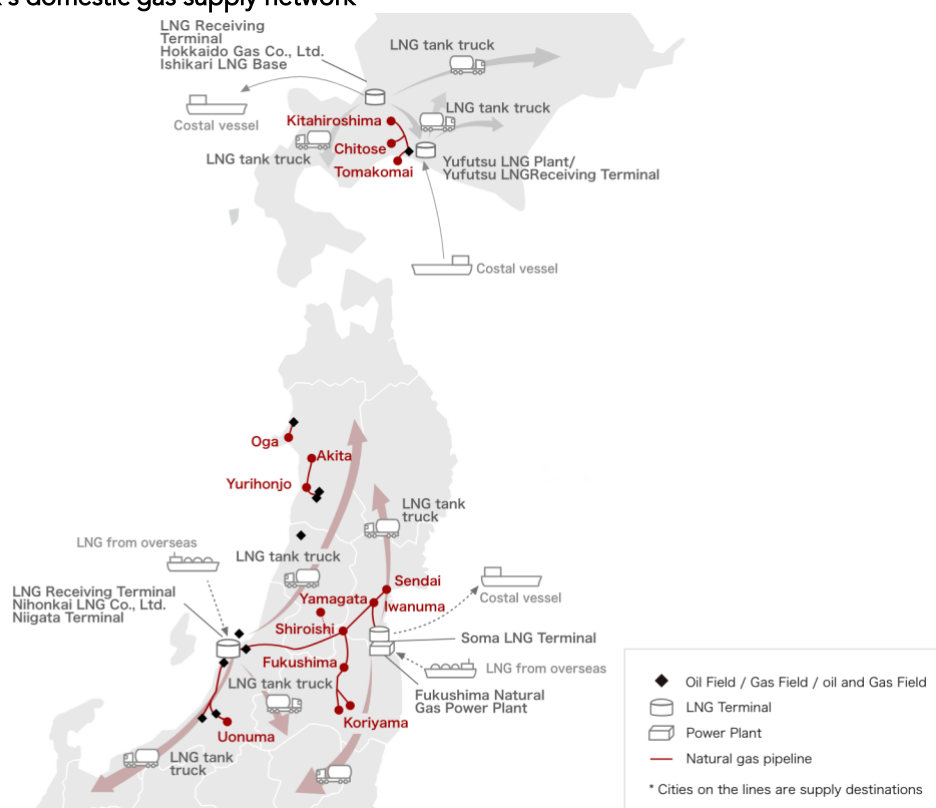 's domestic gas supply network
LNG Receiving
Terminal
Hokkaido Gas Co., Ltd.
Ishikari LNG Base
LNG tank truck
Costal vessel
LNG tank truck
Kitahiroshima
Chitose
LNG tank truck
Tomakomai
Yufutsu LNG Plant/
Yufutsu LNGReceiving Terminal
Costal vessel
Oga
Akita
Yurihonjo
LNG tank
truck
LNG from overseas
LNG tank truck
LNG Receiving Terminal
Nihonkai LNG Co., Ltd.
Niigata Terminal
Sendai
Costal vessel
Yamagata
Iwanuma
Shiroishi
Soma LNG Terminal
Fukushima
LNG from overseas
LNG tank truck
Fukushima Natural
Gas Power Plant
Koriyama
Uonuma
LNG tank
truck
Oil Field / Gas Field / oil and Gas Field
LNG Terminal
Power Plant
Natural gas pipeline
* Cities on the lines are supply destinations